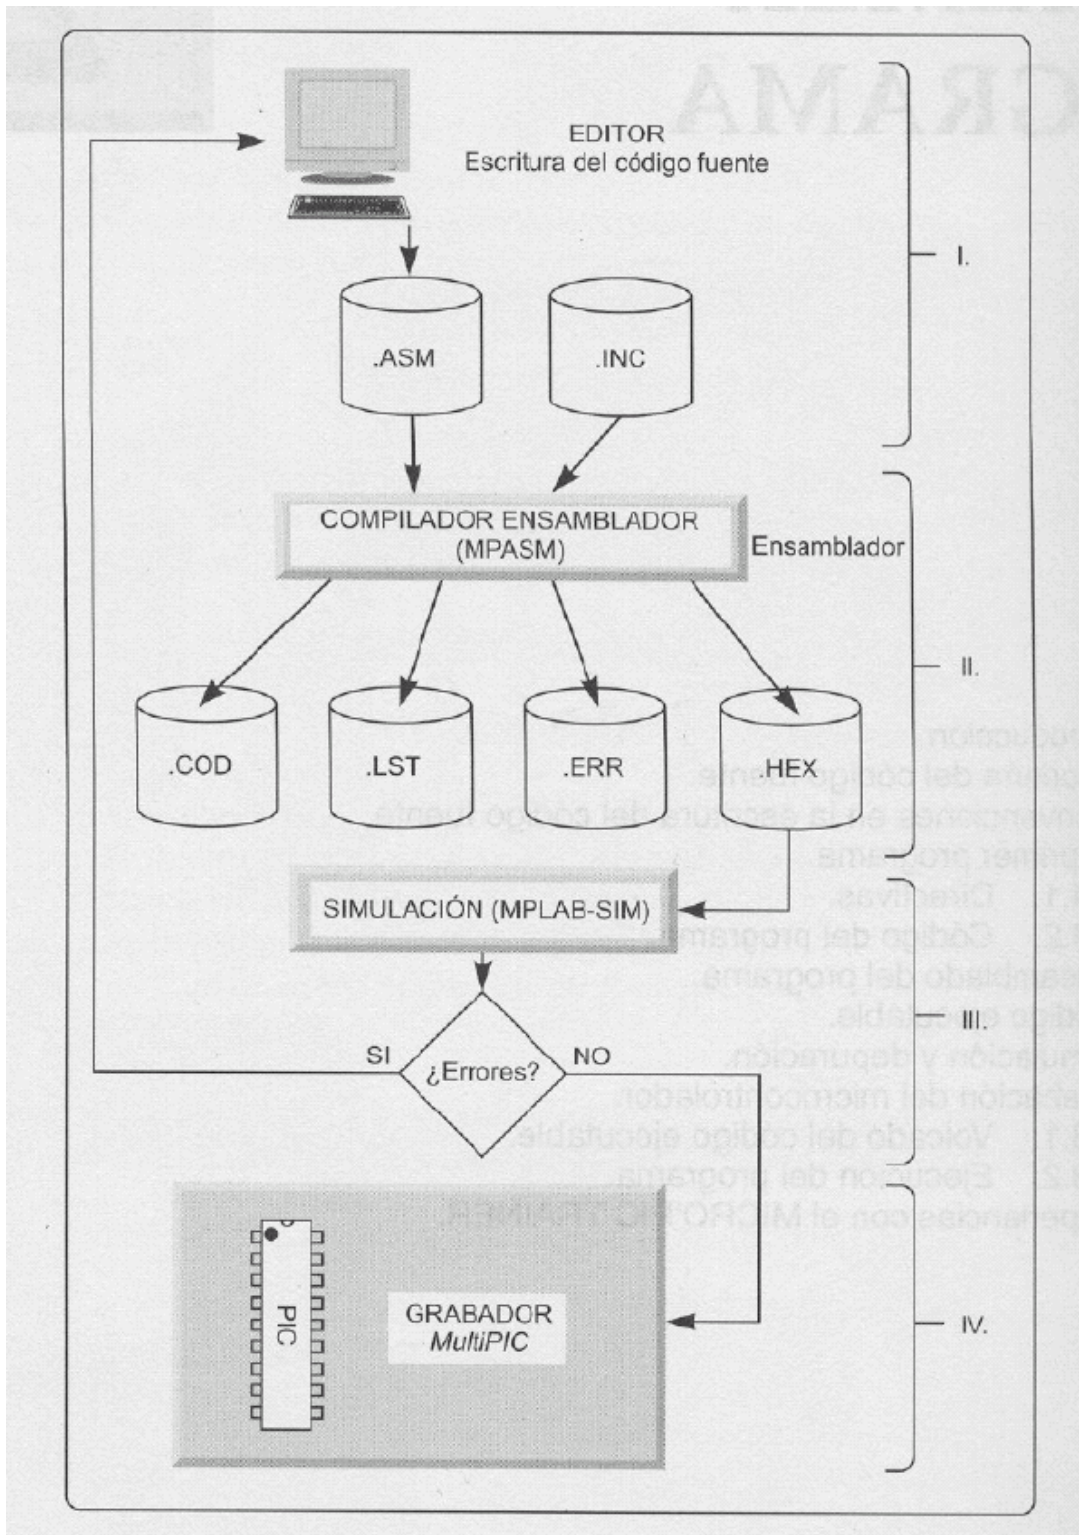 EDITOR
Escritura del código fuente
I.
.ASM
.INC
COMPILADOR ENSAMBLADOR
(MPASM)
Ensamblador
II.
.COD
.LST
.ERR
.HEX
SIMULACIÓN (MPLAB-SIM)
III.
SI
¿Errores?
NO
PIC
GRABADOR
MultiPIC
IV.